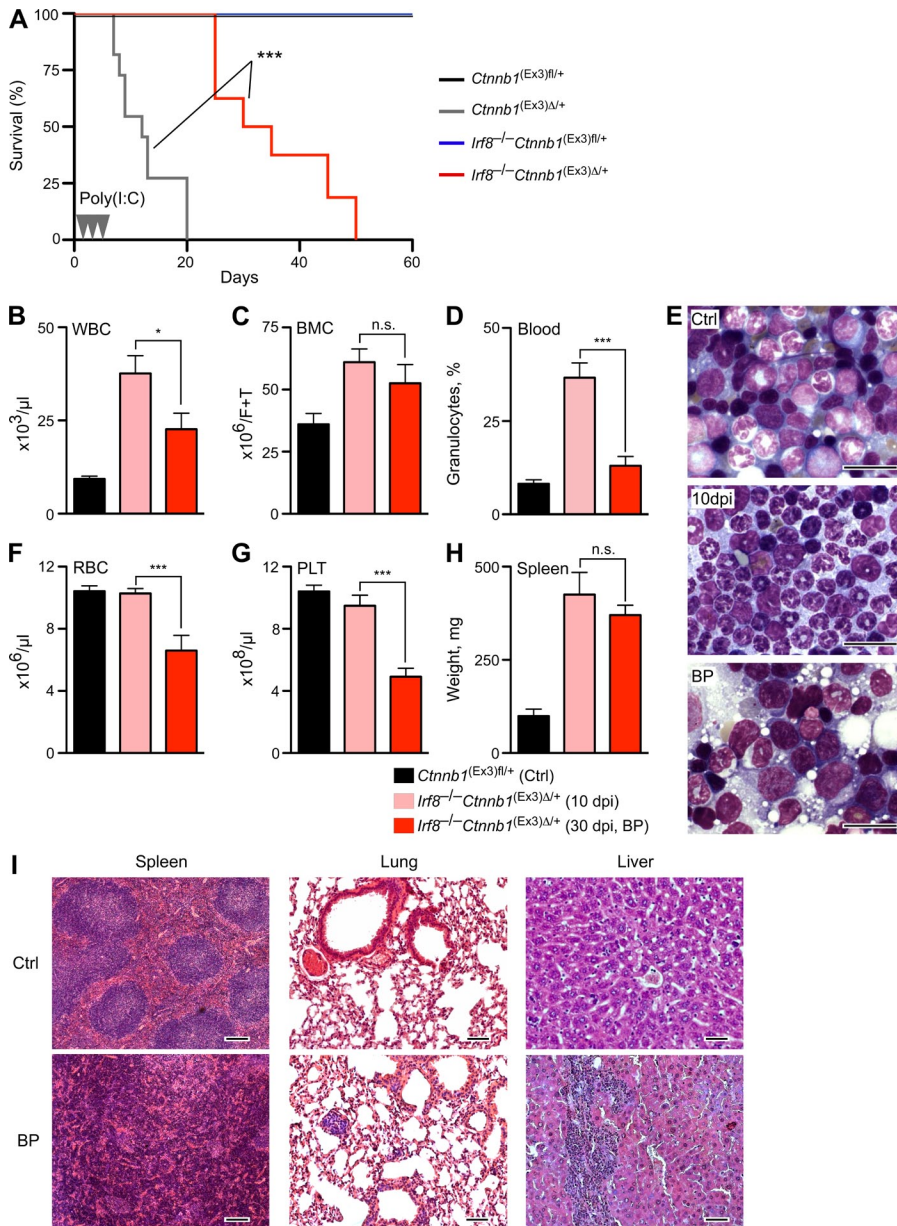 A
100
75
50
25
0
Survival (%)
***
Poly(I:C)
0 20 40 60
Days
Ctnnb1(Ex3)fl/+
Ctnnb1(Ex3)Δ/+
Irf8–/–Ctnnb1(Ex3)fl/+
Irf8–/–Ctnnb1(Ex3)Δ/+
B WBC
50
25
0
x10³/µl
*
C BMC
75
50
25
0
x10⁶/F+T
n.s.
D Blood
50
25
0
Granulocytes, %
***
E
Ctrl
10dpi
BP
F RBC
12
8
4
0
x10⁶/µl
***
G PLT
12
8
4
0
x10⁸/µl
***
H Spleen
500
250
0
Weight, mg
n.s.
Ctnnb1(Ex3)fl/+ (Ctrl)
Irf8–/–Ctnnb1(Ex3)Δ/+ (10 dpi)
Irf8–/–Ctnnb1(Ex3)Δ/+ (30 dpi, BP)
I
Spleen Lung Liver
Ctrl
BP